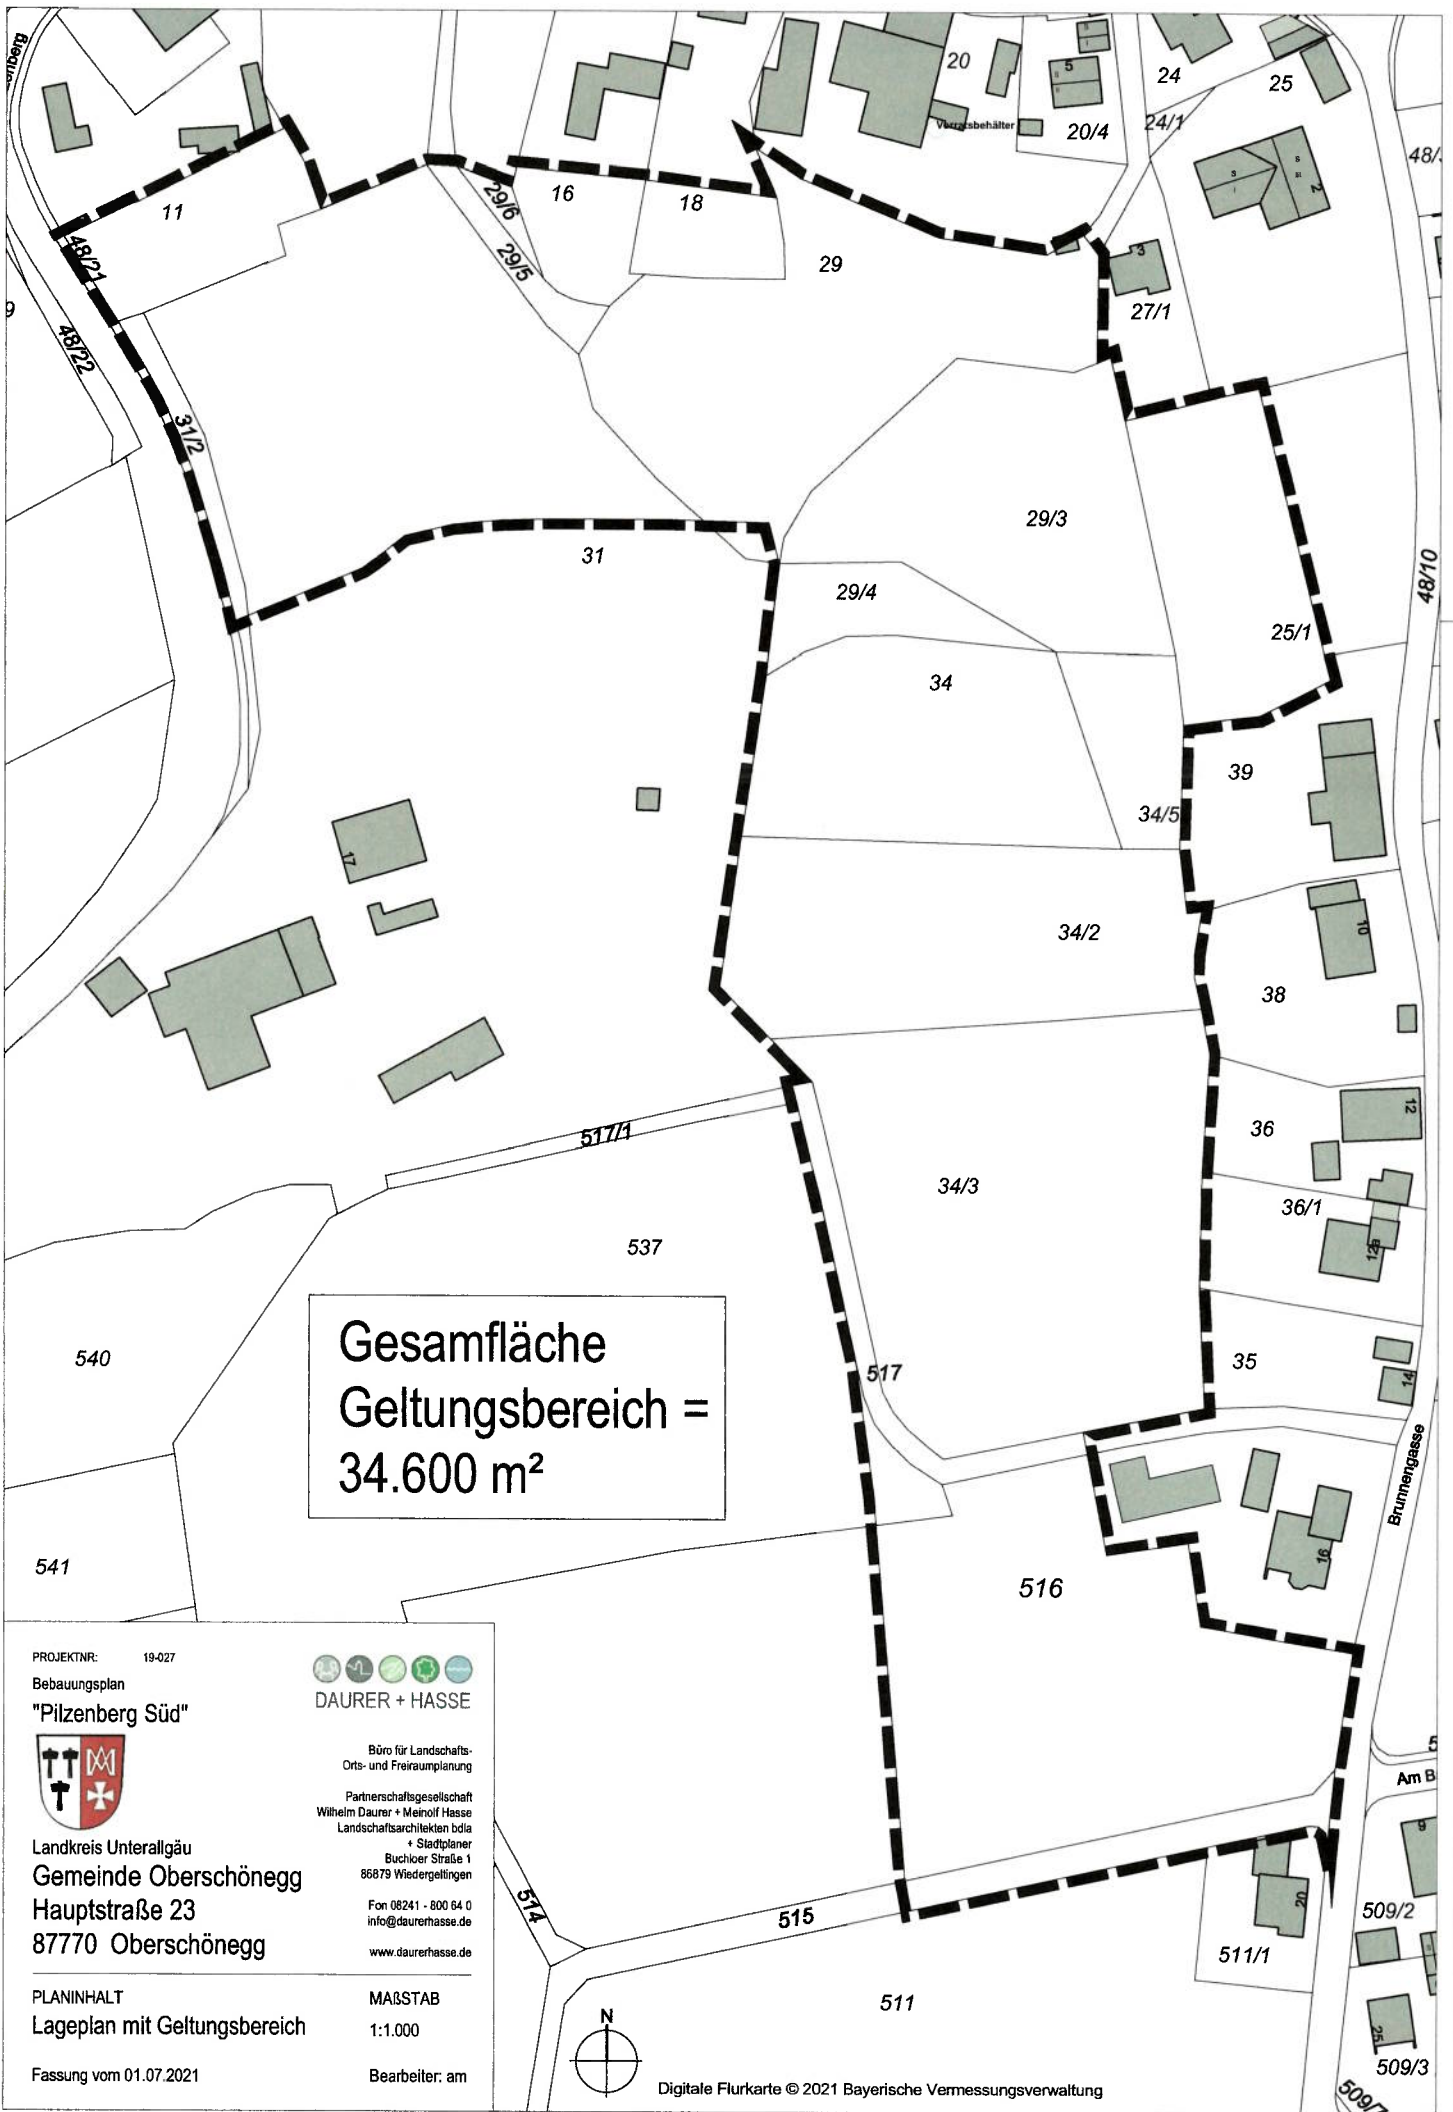 20
5
24
25
Vorratsbehälter
20/4
24/1
11
29/6
16
18
2
48/21
29/5
29
3
9
48/22
27/1
31/2
29/3
31
48/10
29/4
25/1
34
39
34/5
17
34/2
10
38
12
517/1
36
34/3
36/1
12a
537
Gesamfläche
Geltungsbereich =
34.600 m²
540
517
35
14
Brunnengasse
541
516
16
PROJEKTNR: 19-027
Bebauungsplan
"Pilzenberg Süd"
DAURER + HASSE
Büro für Landschafts-
Orts- und Freiraumplanung
Partnerschaftsgesellschaft
Wilhelm Daurer + Meinolf Hasse
Landschaftsarchitekten bdla
+ Stadtplaner
Buchloer Straße 1
86879 Wiedergeltingen
Fon 08241 - 800 64 0
info@daurerhasse.de
www.daurerhasse.de
Landkreis Unterallgäu
Gemeinde Oberschönegg
Hauptstraße 23
87770 Oberschönegg
PLANINHALT
Lageplan mit Geltungsbereich
MAßSTAB
1:1.000
Fassung vom 01.07.2021
Bearbeiter: am
Am B
9
514
515
20
509/2
511/1
511
25
509/3
N
Digitale Flurkarte © 2021 Bayerische Vermessungsverwaltung